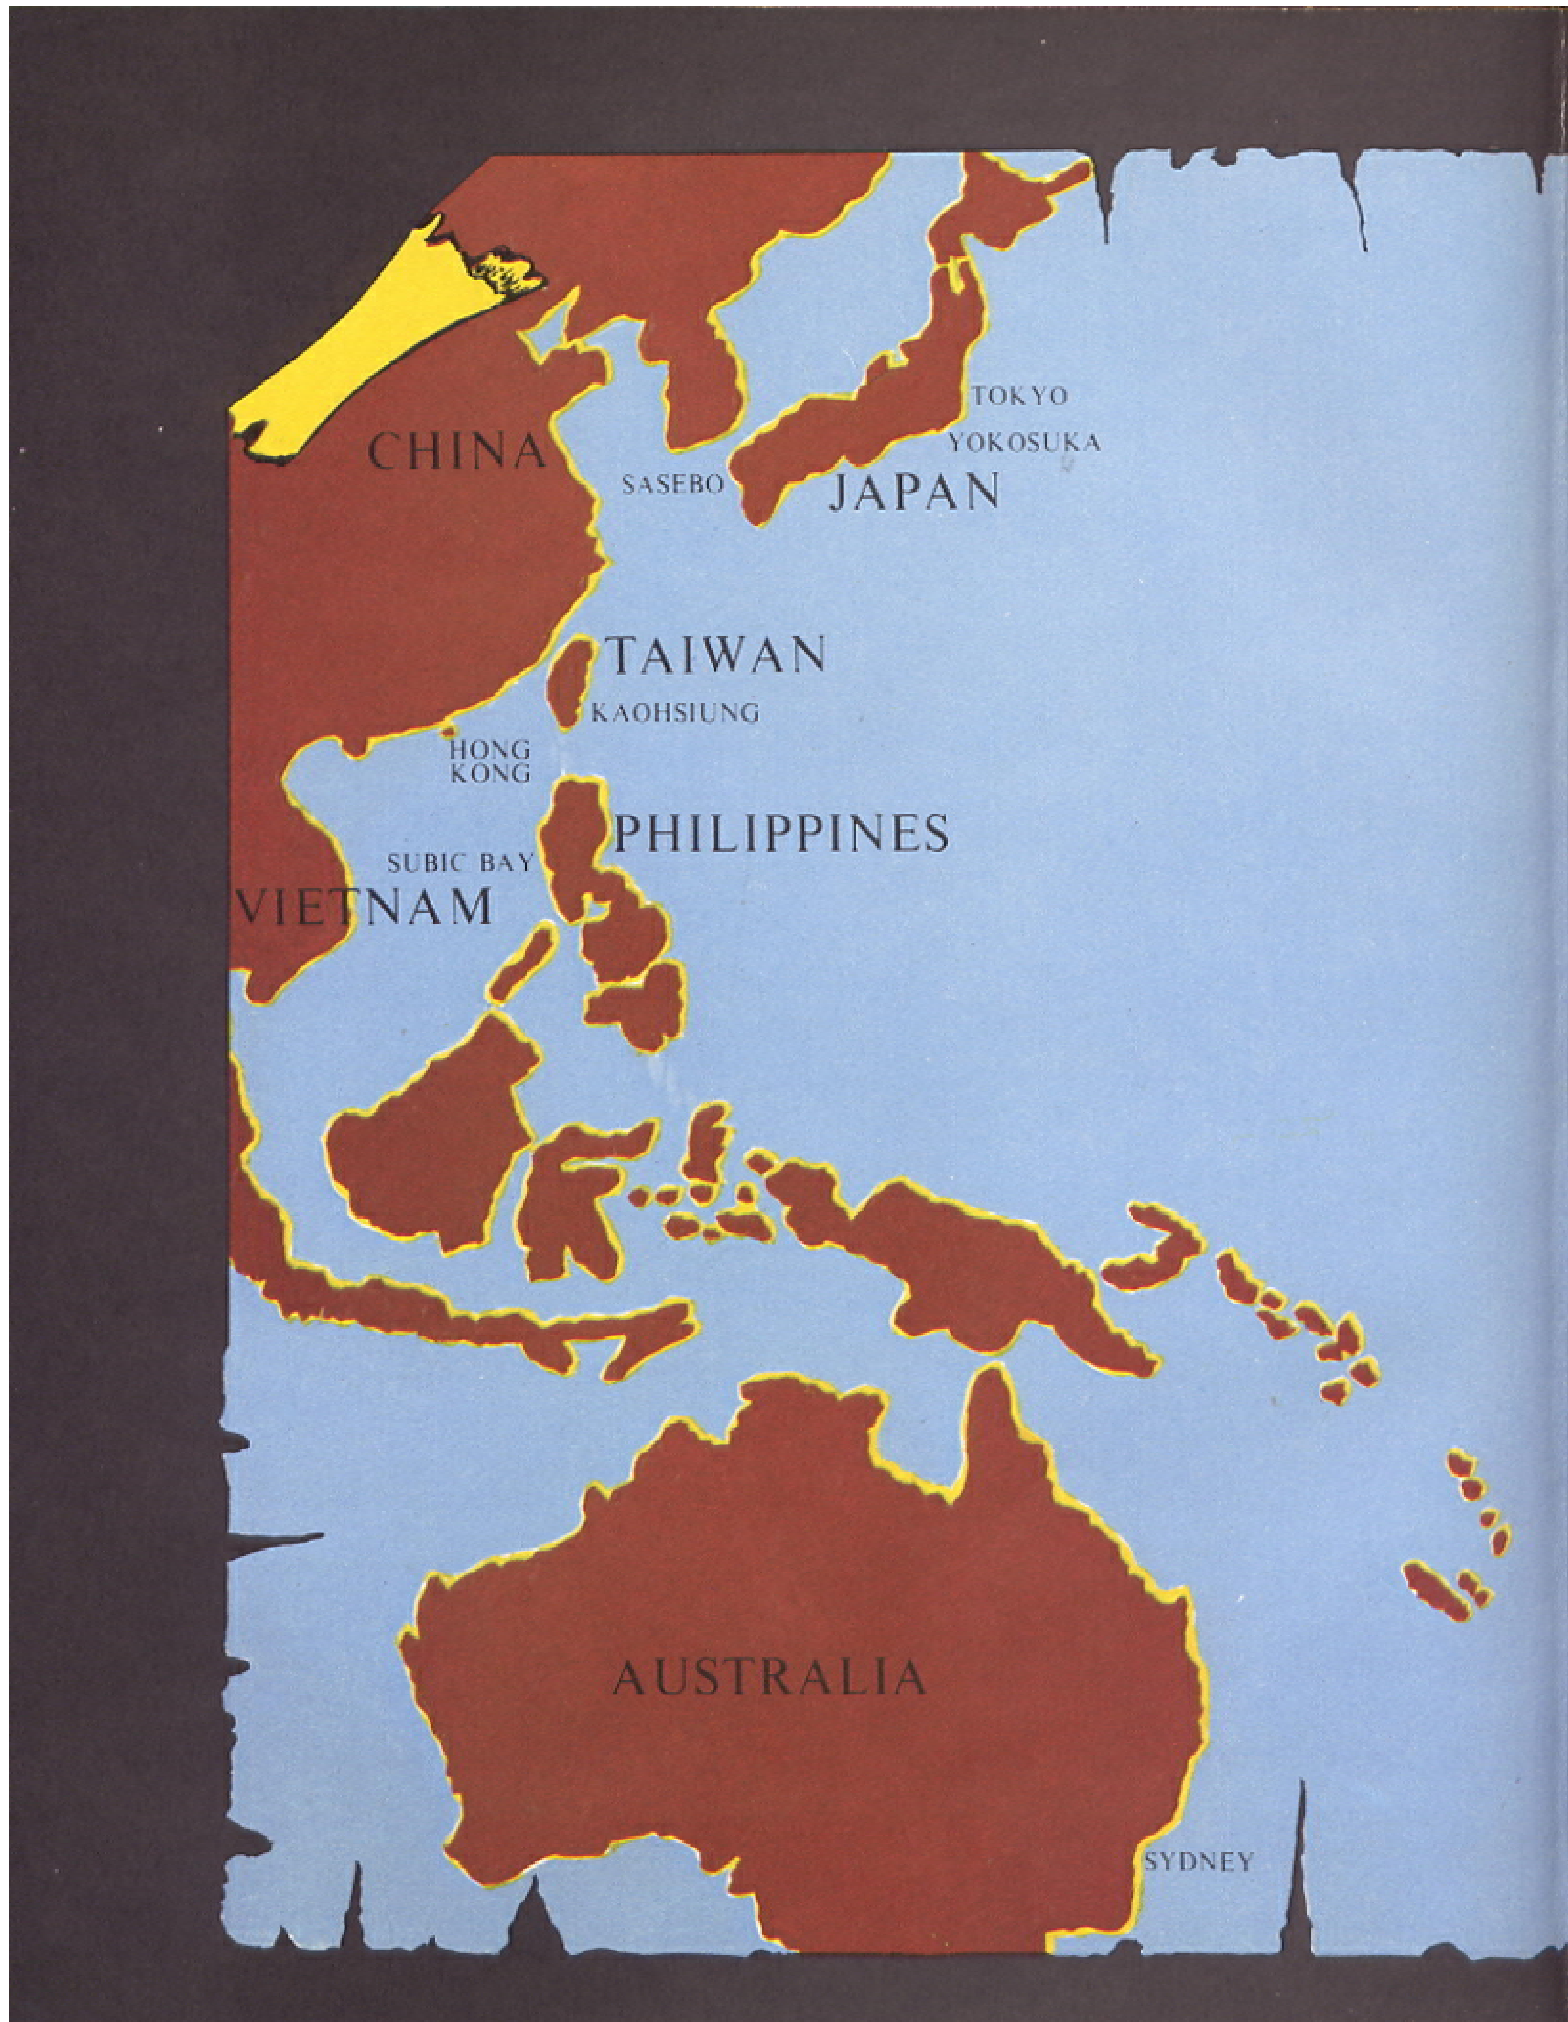 TOKYO
YOKOSUKA
CHINA
SASEBO
JAPAN
TAIWAN
KAOHSIUNG
HONG
KONG
PHILIPPINES
SUBIC BAY
VIETNAM
AUSTRALIA
SYDNEY